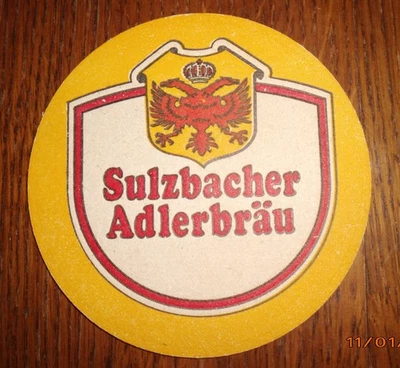 Sulzbacher
Adlerbräu
11/01/